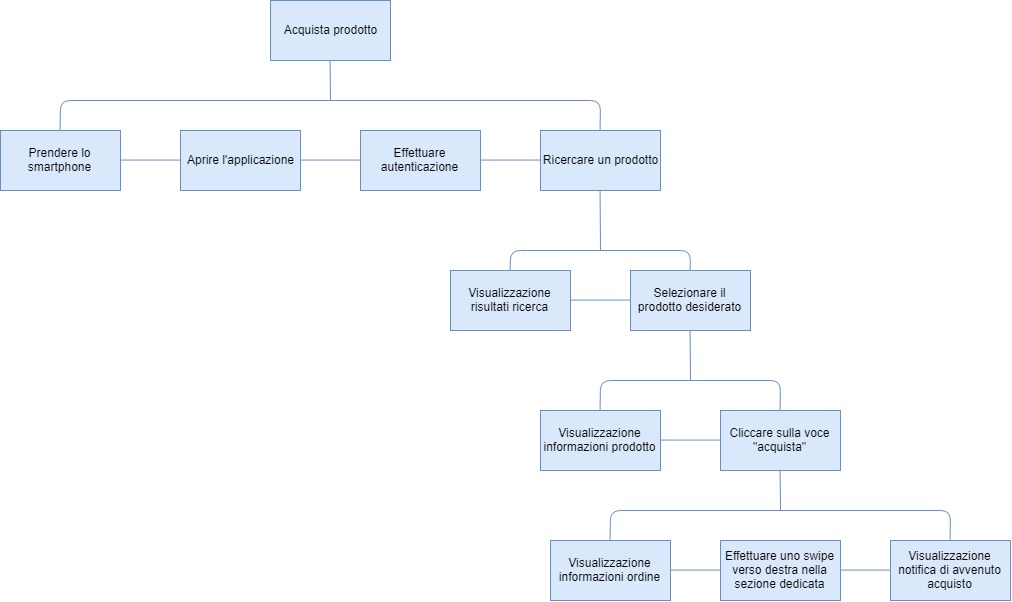 Acquista prodotto
Prendere lo
smartphone
Aprire l'applicazione
Effettuare
autenticazione
Ricercare un prodotto
Visualizzazione
risultati ricerca
Selezionare il
prodotto desiderato
Visualizzazione
informazioni prodotto
Cliccare sulla voce
"acquista"
Visualizzazione
informazioni ordine
Effettuare uno swipe
verso destra nella
sezione dedicata
Visualizzazione
notifica di avvenuto
acquisto